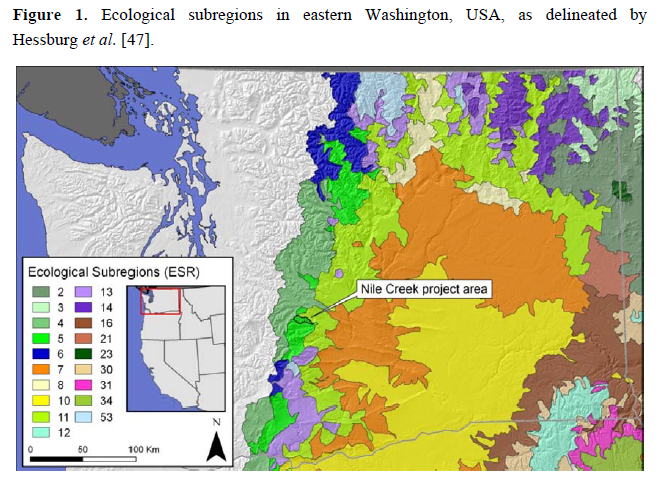 Figure 1. Ecological subregions in eastern Washington, USA, as delineated by
Hessburg et al. [47].
Nile Creek project area
Ecological Subregions (ESR)
2 13
3 14
4 16
5 21
6 23
7 30
8 31
10 34
11 53
12
N
0 50 100 Km